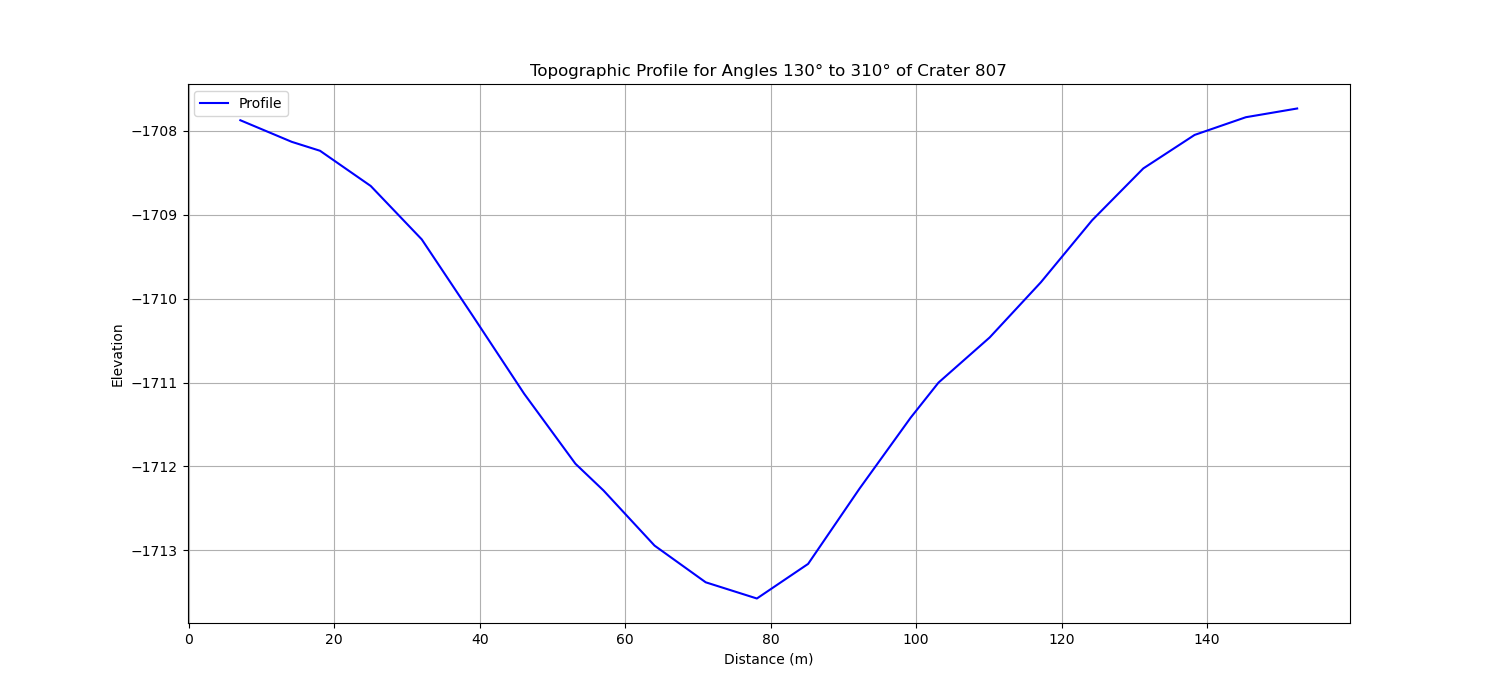 Topographic Profile for Angles 130° to 310° of Crater 807
Profile
−1708
−1709
−1710
−1711
−1712
−1713
Elevation
0 20 40 60 80 100 120 140
Distance (m)